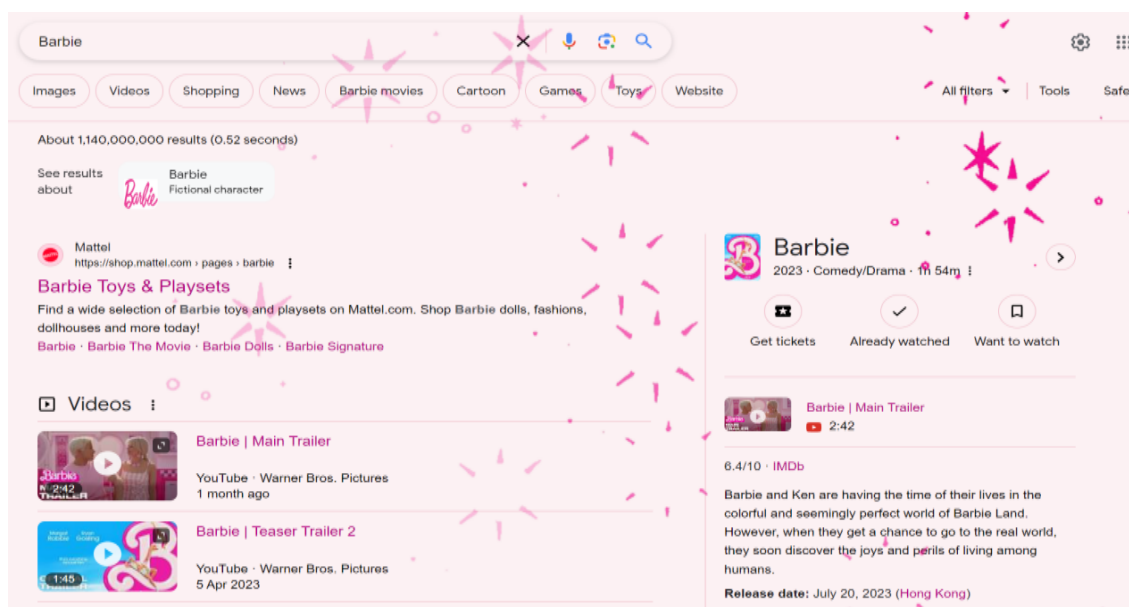 Barbie
Images Videos Shopping News Barbie movies Cartoon Games Toys Website All filters Tools Safe
About 1,140,000,000 results (0.52 seconds)
See results about
Barbie
Barbie
Fictional character
Mattel
https://shop.mattel.com › pages › barbie
Barbie Toys & Playsets
Find a wide selection of Barbie toys and playsets on Mattel.com. Shop Barbie dolls, fashions,
dollhouses and more today!
Barbie · Barbie The Movie · Barbie Dolls · Barbie Signature
Videos
Barbie
2:42
TRAILER
Barbie | Main Trailer
YouTube · Warner Bros. Pictures
1 month ago
1:45
Barbie | Teaser Trailer 2
YouTube · Warner Bros. Pictures
5 Apr 2023
Barbie
2023 · Comedy/Drama · 1h 54m
Get tickets Already watched Want to watch
Barbie | Main Trailer
2:42
6.4/10 · IMDb
Barbie and Ken are having the time of their lives in the
colorful and seemingly perfect world of Barbie Land.
However, when they get a chance to go to the real world,
they soon discover the joys and perils of living among
humans.
Release date: July 20, 2023 (Hong Kong)